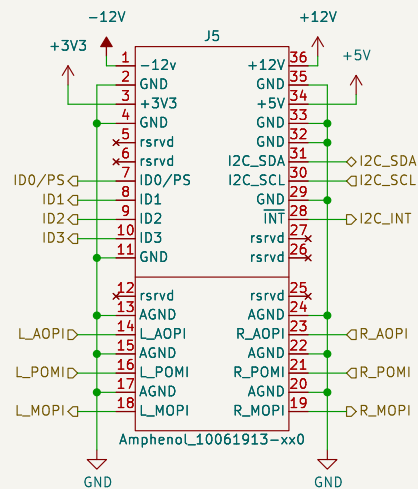 -12V
+12V
+3V3
J5
+5V
1 -12v +12V 36
2 GND GND 35
3 +3V3 +5V 34
4 GND GND 33
5 rsrvd GND 32
6 rsrvd I2C_SDA 31 I2C_SDA
ID0/PS 7 ID0/PS I2C_SCL 30 I2C_SCL
ID1 8 ID1 GND 29
ID2 9 ID2 INT 28 I2C_INT
ID3 10 ID3 rsrvd 27
11 GND rsrvd 26
12 rsrvd rsrvd 25
13 AGND AGND 24
L_AOPI 14 L_AOPI R_AOPI 23 R_AOPI
15 AGND AGND 22
L_POMI 16 L_POMI R_POMI 21 R_POMI
17 AGND AGND 20
L_MOPI 18 L_MOPI R_MOPI 19 R_MOPI
Amphenol_10061913-xx0
GND GND